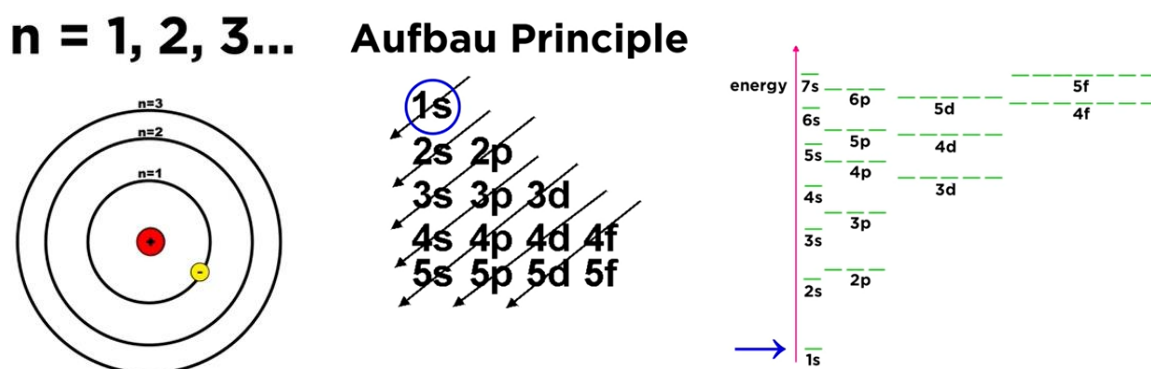 n = 1, 2, 3...
Aufbau Principle
n=3
n=2
n=1
+
-
1s
2s 2p
3s 3p 3d
4s 4p 4d 4f
5s 5p 5d 5f
energy
7s
6p
5d
5f
4f
6s
5p
4d
5s
4p
3d
4s
3p
3s
2p
2s
1s